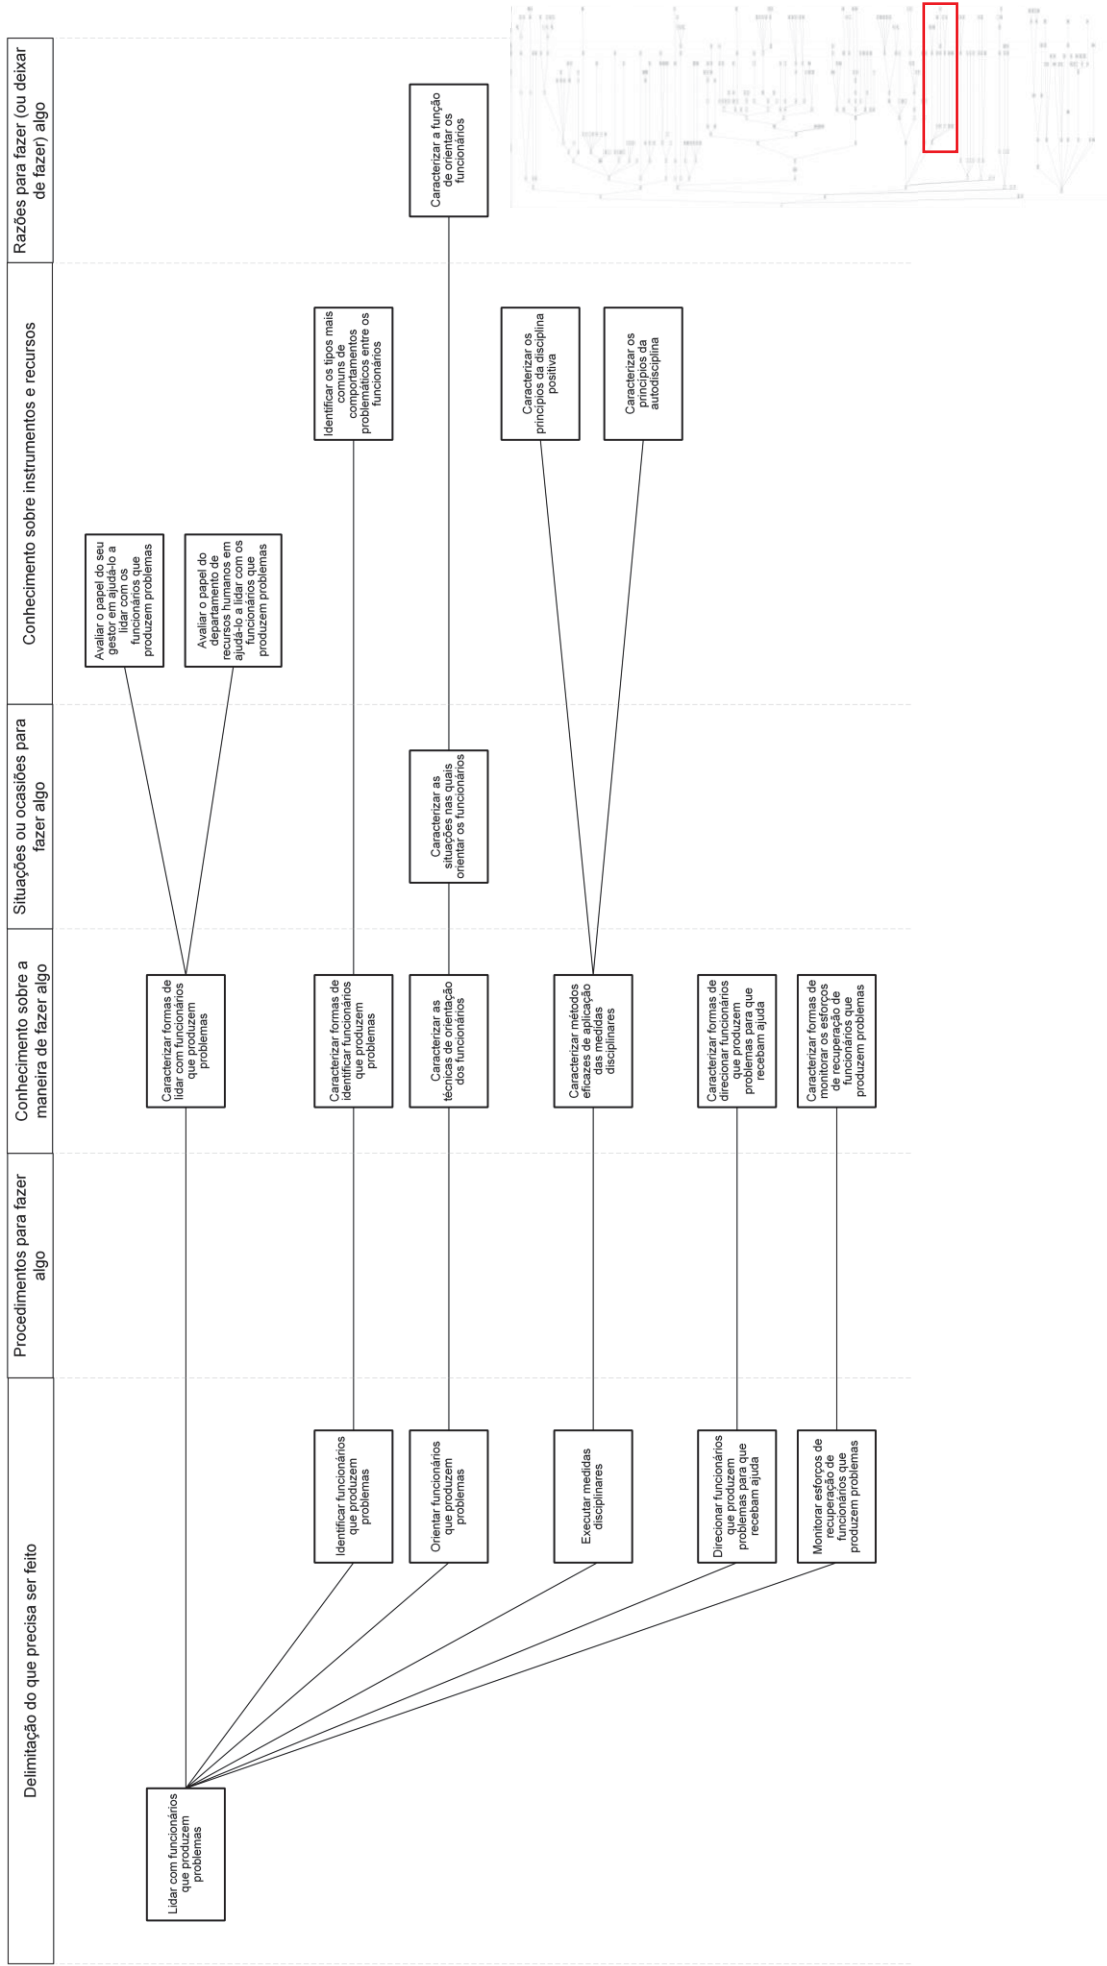 Delimitação do que precisa ser feito
Procedimentos para fazer
algo
Conhecimento sobre a
maneira de fazer algo
Situações ou ocasiões para
fazer algo
Conhecimento sobre instrumentos e recursos
Razões para fazer (ou deixar
de fazer) algo
Lidar com funcionários
que produzem
problemas
Caracterizar formas de
lidar com funcionários
que produzem
problemas
Avaliar o papel do seu
gestor em ajudá-lo a
lidar com os
funcionários que
produzem problemas
Avaliar o papel do
departamento de
recursos humanos em
ajudá-lo a lidar com os
funcionários que
produzem problemas
Identificar funcionários
que produzem
problemas
Caracterizar formas de
identificar funcionários
que produzem
problemas
Identificar os tipos mais
comuns de
comportamentos
problemáticos entre os
funcionários
Orientar funcionários
que produzem
problemas
Caracterizar as
técnicas de orientação
dos funcionários
Caracterizar as
situações nas quais
orientar os funcionários
Caracterizar a função
de orientar os
funcionários
Executar medidas
disciplinares
Caracterizar métodos
eficazes de aplicação
das medidas
disciplinares
Caracterizar os
princípios da disciplina
positiva
Caracterizar os
princípios da
autodisciplina
Direcionar funcionários
que produzem
problemas para que
recebam ajuda
Caracterizar formas de
direcionar funcionários
que produzem
problemas para que
recebam ajuda
Monitorar esforços de
recuperação de
funcionários que
produzem problemas
Caracterizar formas de
monitorar os esforços
de recuperação de
funcionários que
produzem problemas